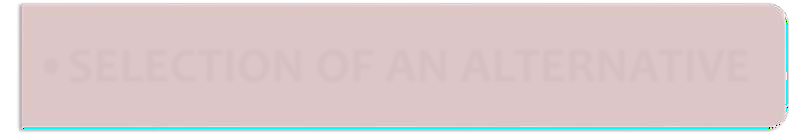 • SELECTION OF AN ALTERNATIVE